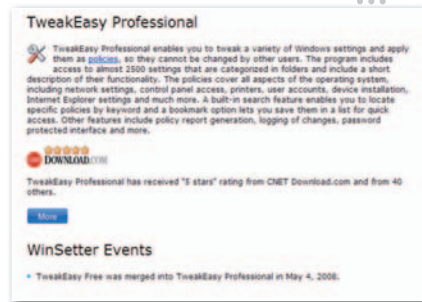 TweakEasy Professional
TweakEasy Professional enables you to tweak a variety of Windows settings and apply
them as policies, so they cannot be changed by other users. The program includes
access to almost 2500 settings that are categorized in folders and include a short
description of their functionality. The policies cover all aspects of the operating system,
including network settings, control panel access, printers, user accounts, device installation,
Internet Explorer settings and much more. A built-in search feature enables you to locate
specific policies by keyword and a bookmark option lets you save them in a list for quick
access. Other features include policy report generation, logging of changes, password
protected interface and more.
DOWNLOAD.COM
TweakEasy Professional has received "5 stars" rating from CNET Download.com and from 40
others.
More
WinSetter Events
TweakEasy Free was merged into TweakEasy Professional in May 4, 2008.